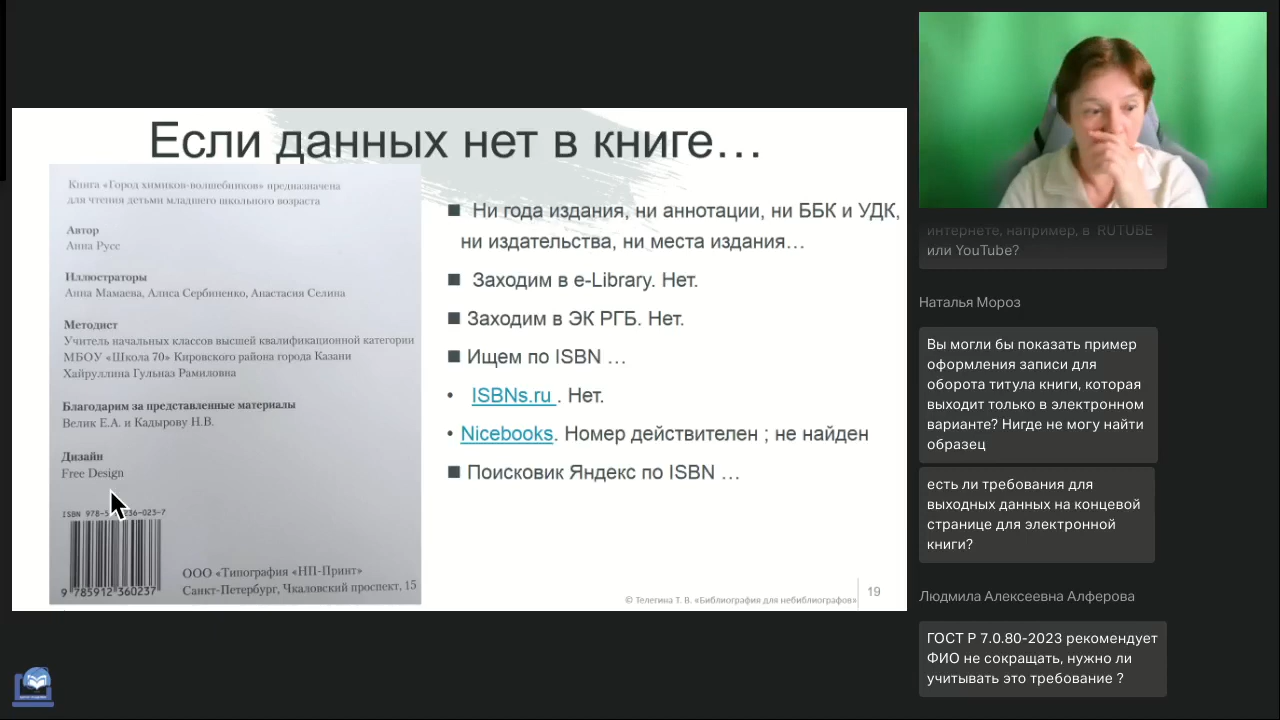 Если данных нет в книге…
Книга «Город химиков-волшебников» предназначена
для чтения детьми младшего школьного возраста
Автор
Анна Русс
Иллюстраторы
Анна Мамаева, Алиса Сербиненко, Анастасия Селина
Методист
Учитель начальных классов высшей квалификационной категории
МБОУ «Школа 70» Кировского района города Казани
Хайруллина Гульназ Рамиловна
Благодарим за представленные материалы
Велик Е.А. и Кадырову Н.В.
Дизайн
Free Design
ISBN 978-5 236-023-7
9 785912 360237
ООО «Типография «НП-Принт»
Санкт-Петербург, Чкаловский проспект, 15
■ Ни года издания, ни аннотации, ни ББК и УДК,
ни издательства, ни места издания…
■ Заходим в e-Library. Нет.
■ Заходим в ЭК РГБ. Нет.
■ Ищем по ISBN …
• ISBNs.ru . Нет.
• Nicebooks. Номер действителен ; не найден
■ Поисковик Яндекс по ISBN …
© Телегина Т. В. «Библиография для небиблиографов»
19
интернете, например, в RUTUBE
или YouTube?
Наталья Мороз
Вы могли бы показать пример
оформления записи для
оборота титула книги, которая
выходит только в электронном
варианте? Нигде не могу найти
образец
есть ли требования для
выходных данных на концевой
странице для электронной
книги?
Людмила Алексеевна Алферова
ГОСТ Р 7.0.80-2023 рекомендует
ФИО не сокращать, нужно ли
учитывать это требование ?